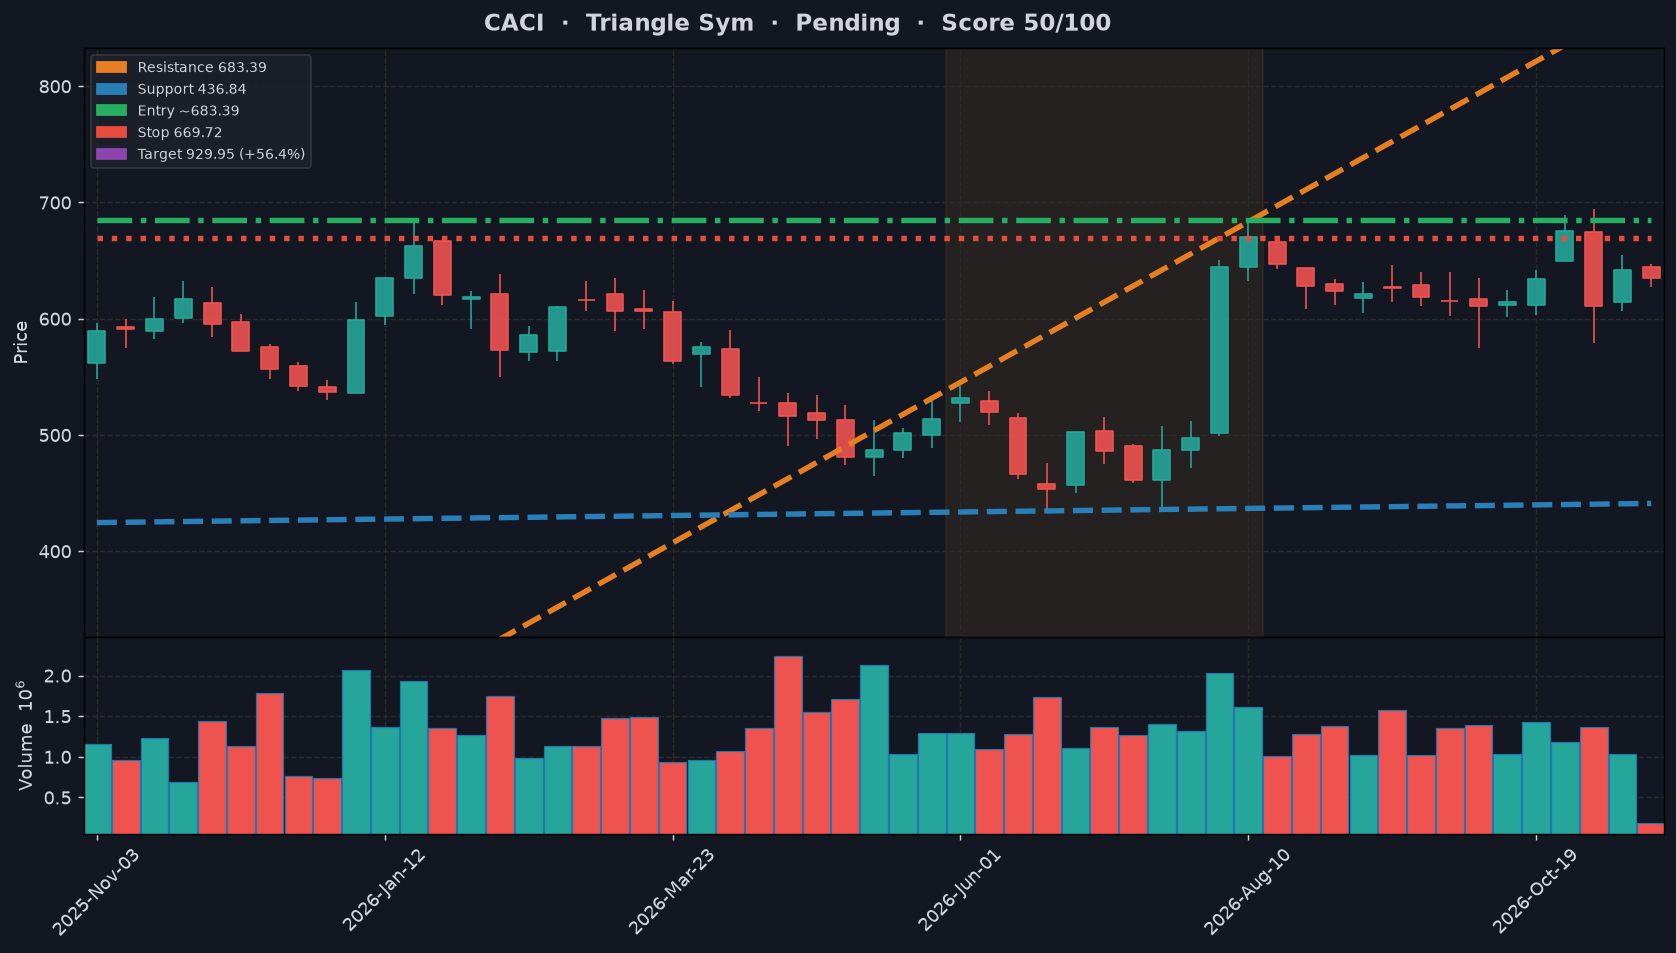 CACI · Triangle Sym · Pending · Score 50/100
Resistance 683.39
Support 436.84
Entry ~683.39
Stop 669.72
Target 929.95 (+56.4%)
Price
800
700
600
500
400
Volume 10⁶
2.0
1.5
1.0
0.5
2025-Nov-03
2026-Jan-12
2026-Mar-23
2026-Jun-01
2026-Aug-10
2026-Oct-19